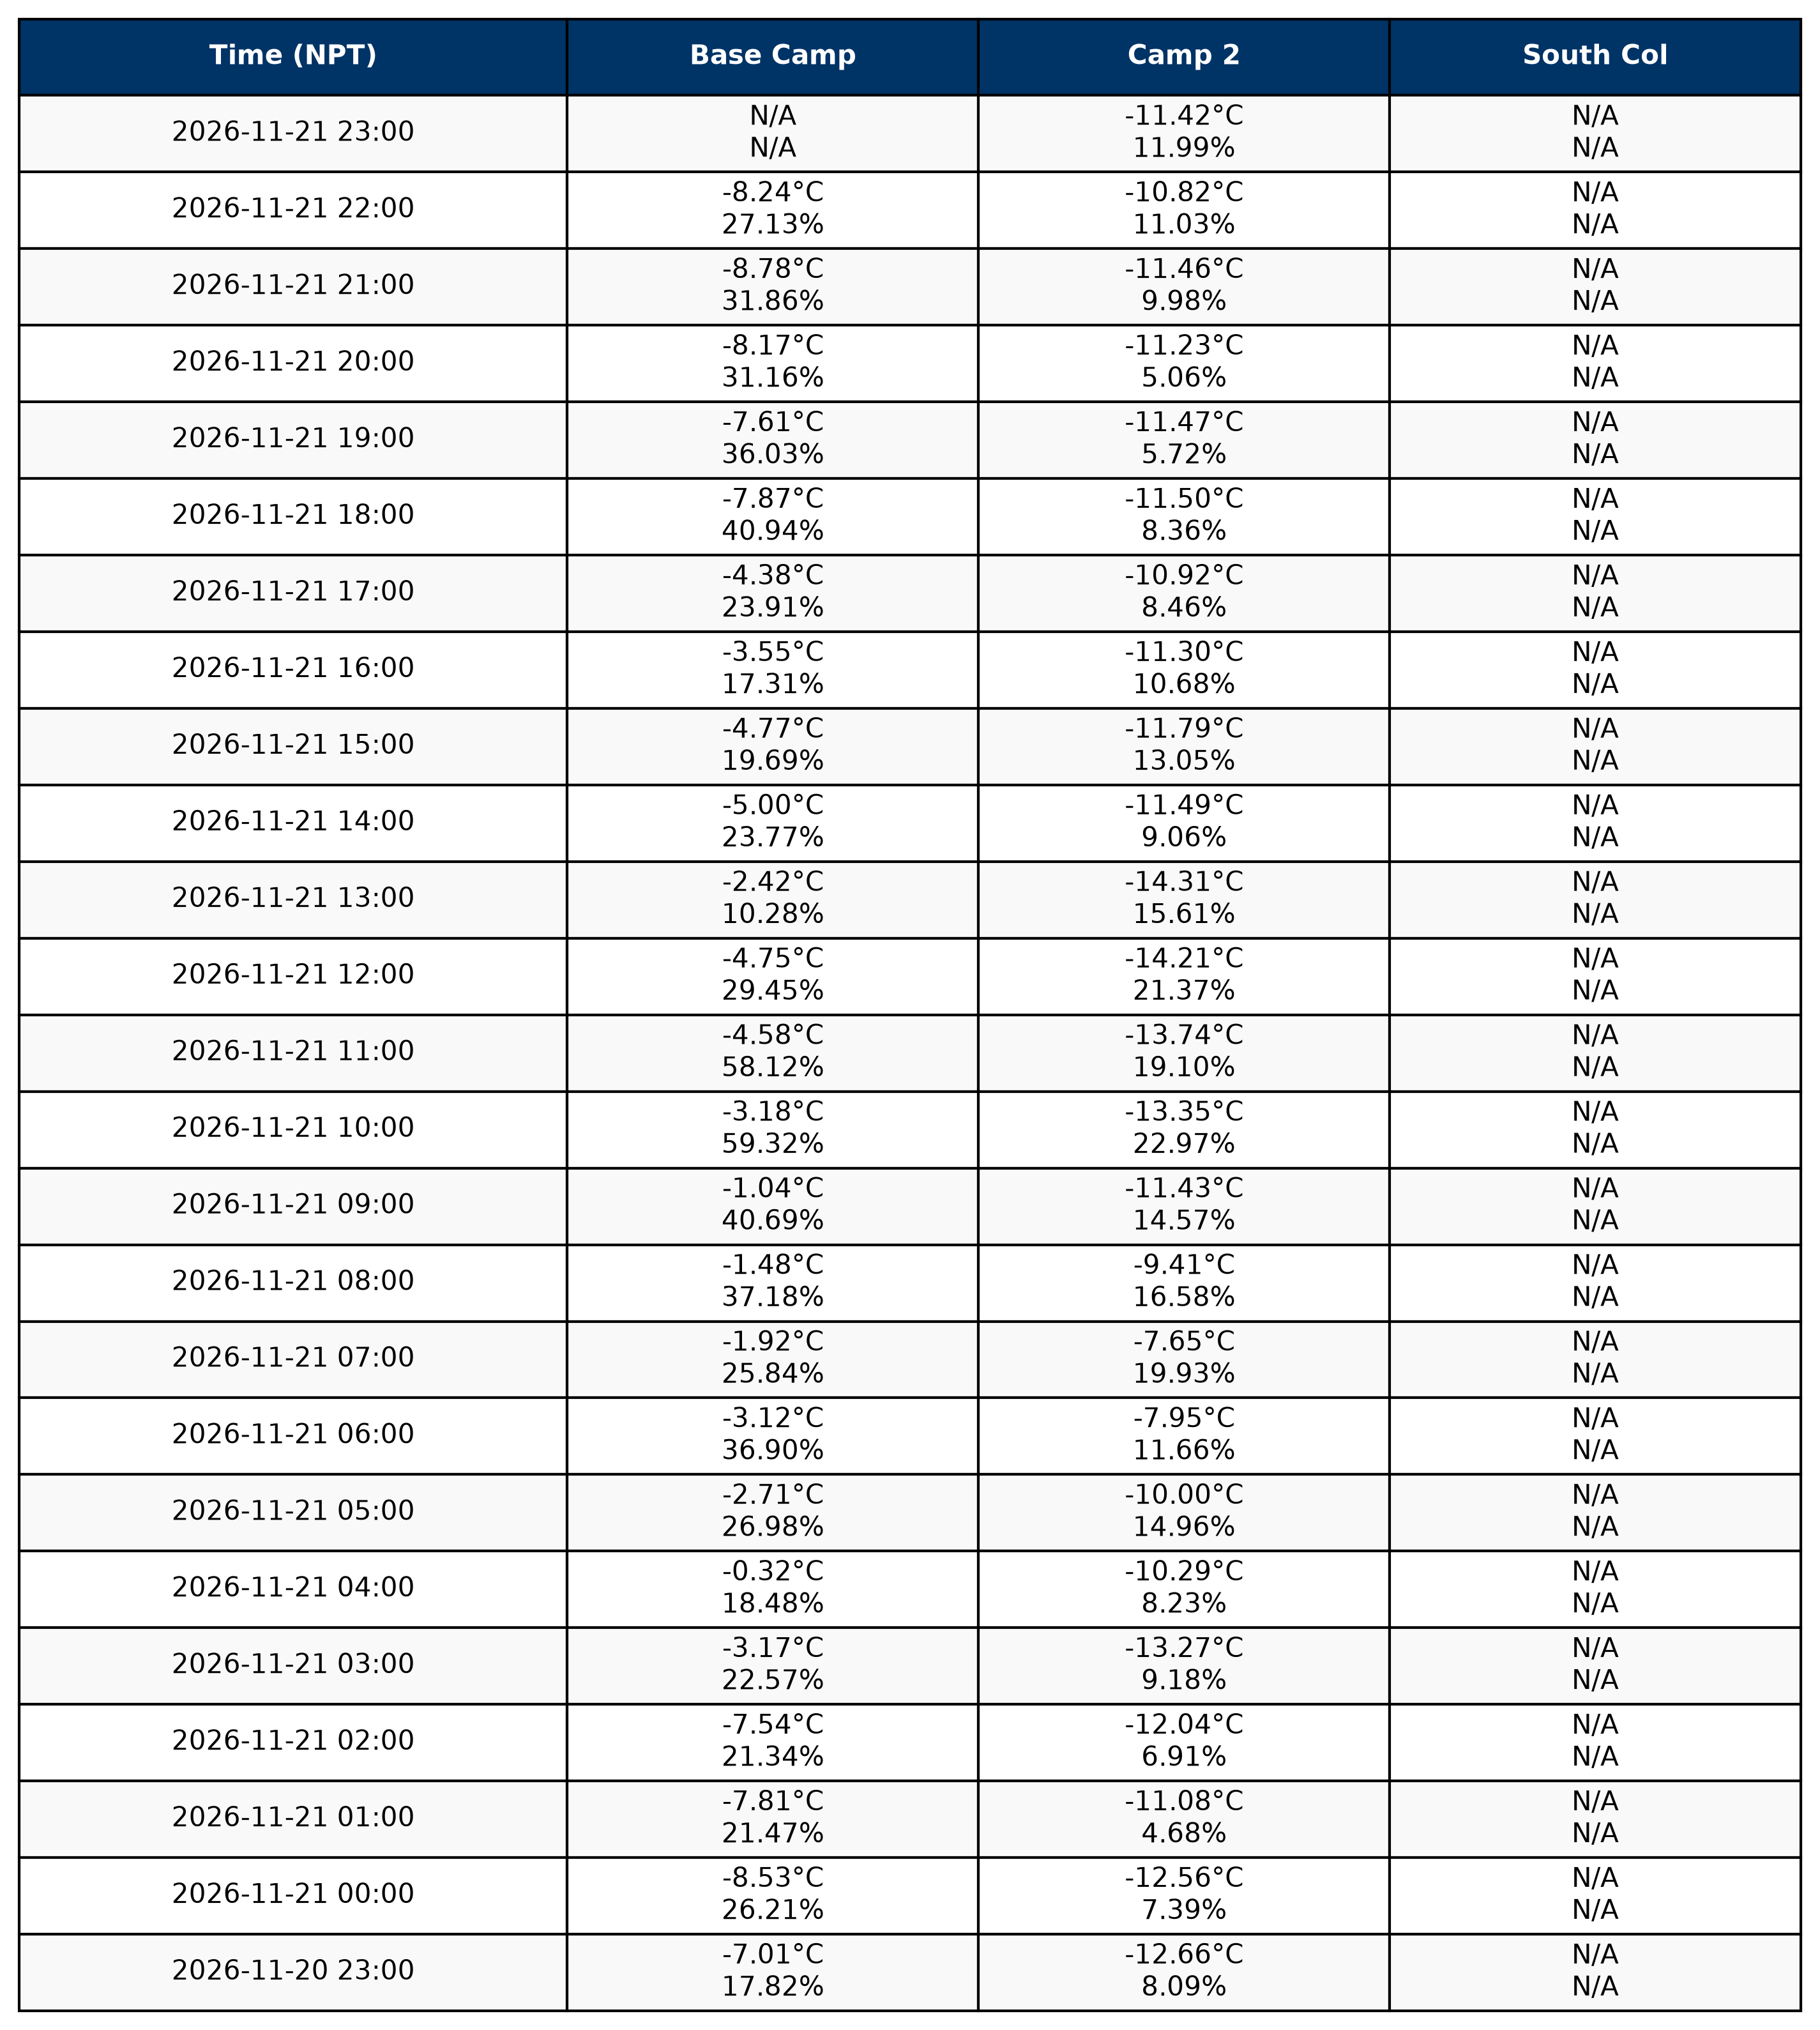 Time (NPT) Base Camp Camp 2 South Col
N/A -11.42°C N/A
2026-11-21 23:00
N/A 11.99% N/A
-8.24°C -10.82°C N/A
2026-11-21 22:00
27.13% 11.03% N/A
-8.78°C -11.46°C N/A
2026-11-21 21:00
31.86% 9.98% N/A
-8.17°C -11.23°C N/A
2026-11-21 20:00
31.16% 5.06% N/A
-7.61°C -11.47°C N/A
2026-11-21 19:00
36.03% 5.72% N/A
-7.87°C -11.50°C N/A
2026-11-21 18:00
40.94% 8.36% N/A
-4.38°C -10.92°C N/A
2026-11-21 17:00
23.91% 8.46% N/A
-3.55°C -11.30°C N/A
2026-11-21 16:00
17.31% 10.68% N/A
-4.77°C -11.79°C N/A
2026-11-21 15:00
19.69% 13.05% N/A
-5.00°C -11.49°C N/A
2026-11-21 14:00
23.77% 9.06% N/A
-2.42°C -14.31°C N/A
2026-11-21 13:00
10.28% 15.61% N/A
-4.75°C -14.21°C N/A
2026-11-21 12:00
29.45% 21.37% N/A
-4.58°C -13.74°C N/A
2026-11-21 11:00
58.12% 19.10% N/A
-3.18°C -13.35°C N/A
2026-11-21 10:00
59.32% 22.97% N/A
-1.04°C -11.43°C N/A
2026-11-21 09:00
40.69% 14.57% N/A
-1.48°C -9.41°C N/A
2026-11-21 08:00
37.18% 16.58% N/A
-1.92°C -7.65°C N/A
2026-11-21 07:00
25.84% 19.93% N/A
-3.12°C -7.95°C N/A
2026-11-21 06:00
36.90% 11.66% N/A
-2.71°C -10.00°C N/A
2026-11-21 05:00
26.98% 14.96% N/A
-0.32°C -10.29°C N/A
2026-11-21 04:00
18.48% 8.23% N/A
-3.17°C -13.27°C N/A
2026-11-21 03:00
22.57% 9.18% N/A
-7.54°C -12.04°C N/A
2026-11-21 02:00
21.34% 6.91% N/A
-7.81°C -11.08°C N/A
2026-11-21 01:00
21.47% 4.68% N/A
-8.53°C -12.56°C N/A
2026-11-21 00:00
26.21% 7.39% N/A
-7.01°C -12.66°C N/A
2026-11-20 23:00
17.82% 8.09% N/A